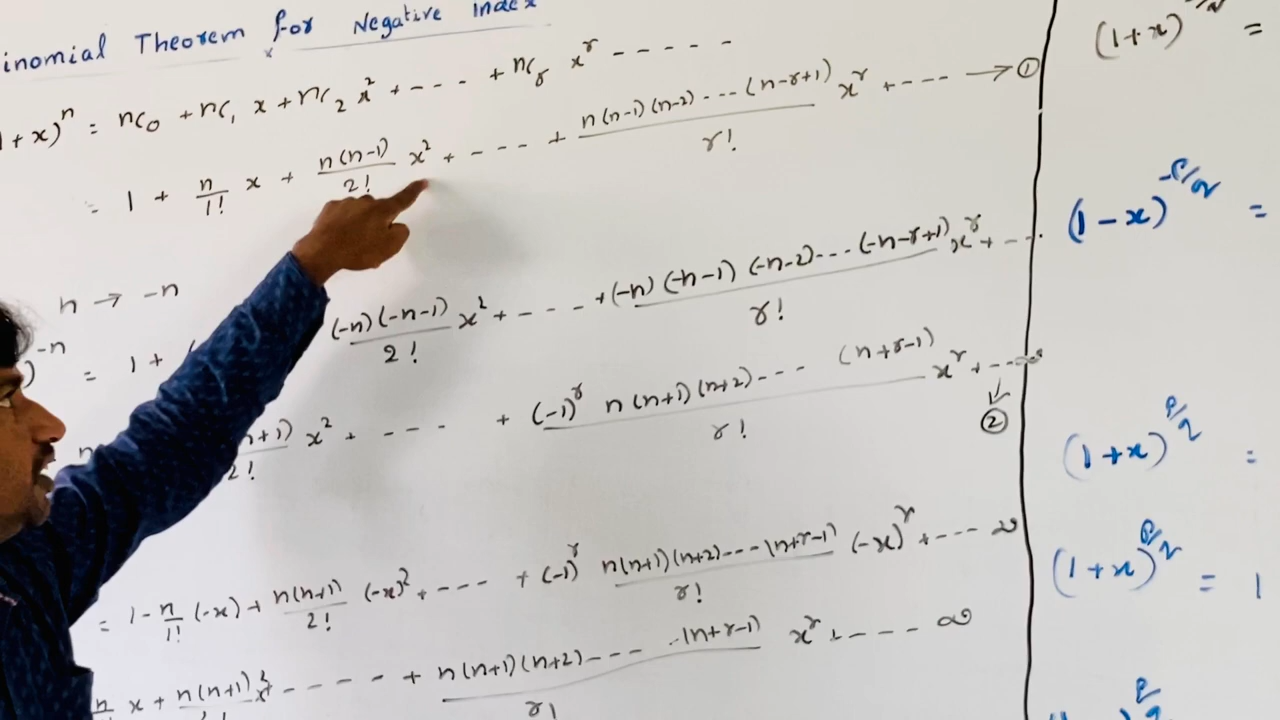 inomial Theorem for Negative Index
+ x)^n = nC0 + nC1 x + nC2 x^2 + - - - - + nCr x^r - - - - -
= 1 + n/1! x + n(n-1)/2! x^2 + - - - - + n(n-1)(n-2)---(n-r+1)/r! x^r + ---- → ①
n → -n
)^-n = 1 + (-n)(-n-1)/2! x^2 + - - - - + (-n)(-n-1)(-n-2)---(-n-r+1)/r! x^r + ---
n+1)/2! x^2 + - - - - + (-1)^r n(n+1)(n+2)--- (n+r-1)/r! x^r + --- ∞
↓
②
= 1 - n/1! (-x) + n(n+1)/2! (-x)^2 + - - - + (-1)^r n(n+1)(n+2)---(n+r-1)/r! (-x)^r + --- ∞
n x + n(n+1) x^2 + - - - - + n(n+1)(n+2)--- (n+r-1)/r! x^r + ---- ∞
(1+x) =
(1-x)^-p/q =
(1+x)^p/q =
(1+x)^p/q = 1